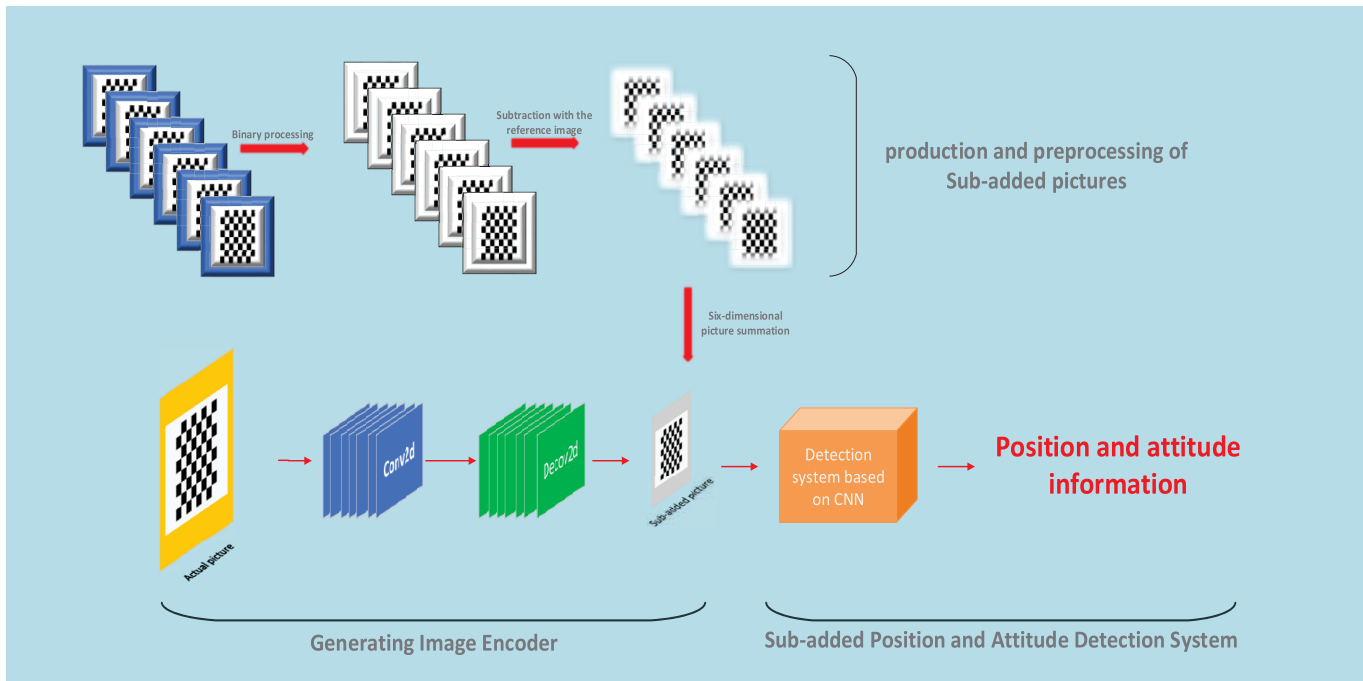 Binary processing
Subtraction with the
reference image
production and preprocessing of
Sub-added pictures
Six-dimensional
picture summation
Actual picture
Conv2d
Decov2d
Sub-added picture
Detection
system based
on CNN
Position and attitude
information
Generating Image Encoder
Sub-added Position and Attitude Detection System